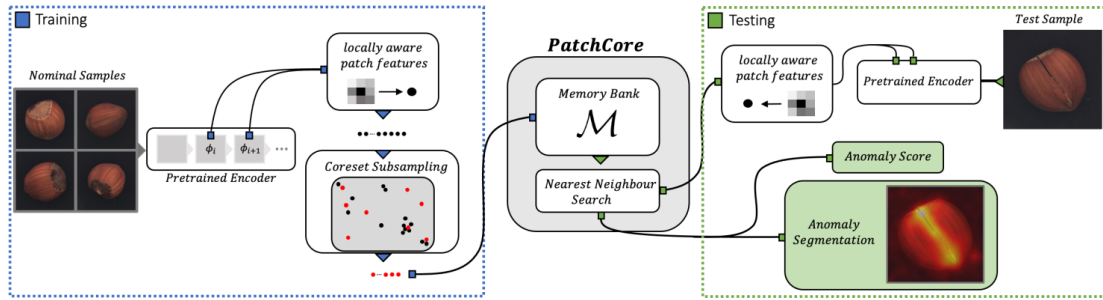 Training
Nominal Samples
ϕi
ϕi+1
Pretrained Encoder
locally aware
patch features
Coreset Subsampling
PatchCore
Memory Bank
ℳ
Nearest Neighbour
Search
Testing
locally aware
patch features
Pretrained Encoder
Test Sample
Anomaly Score
Anomaly
Segmentation